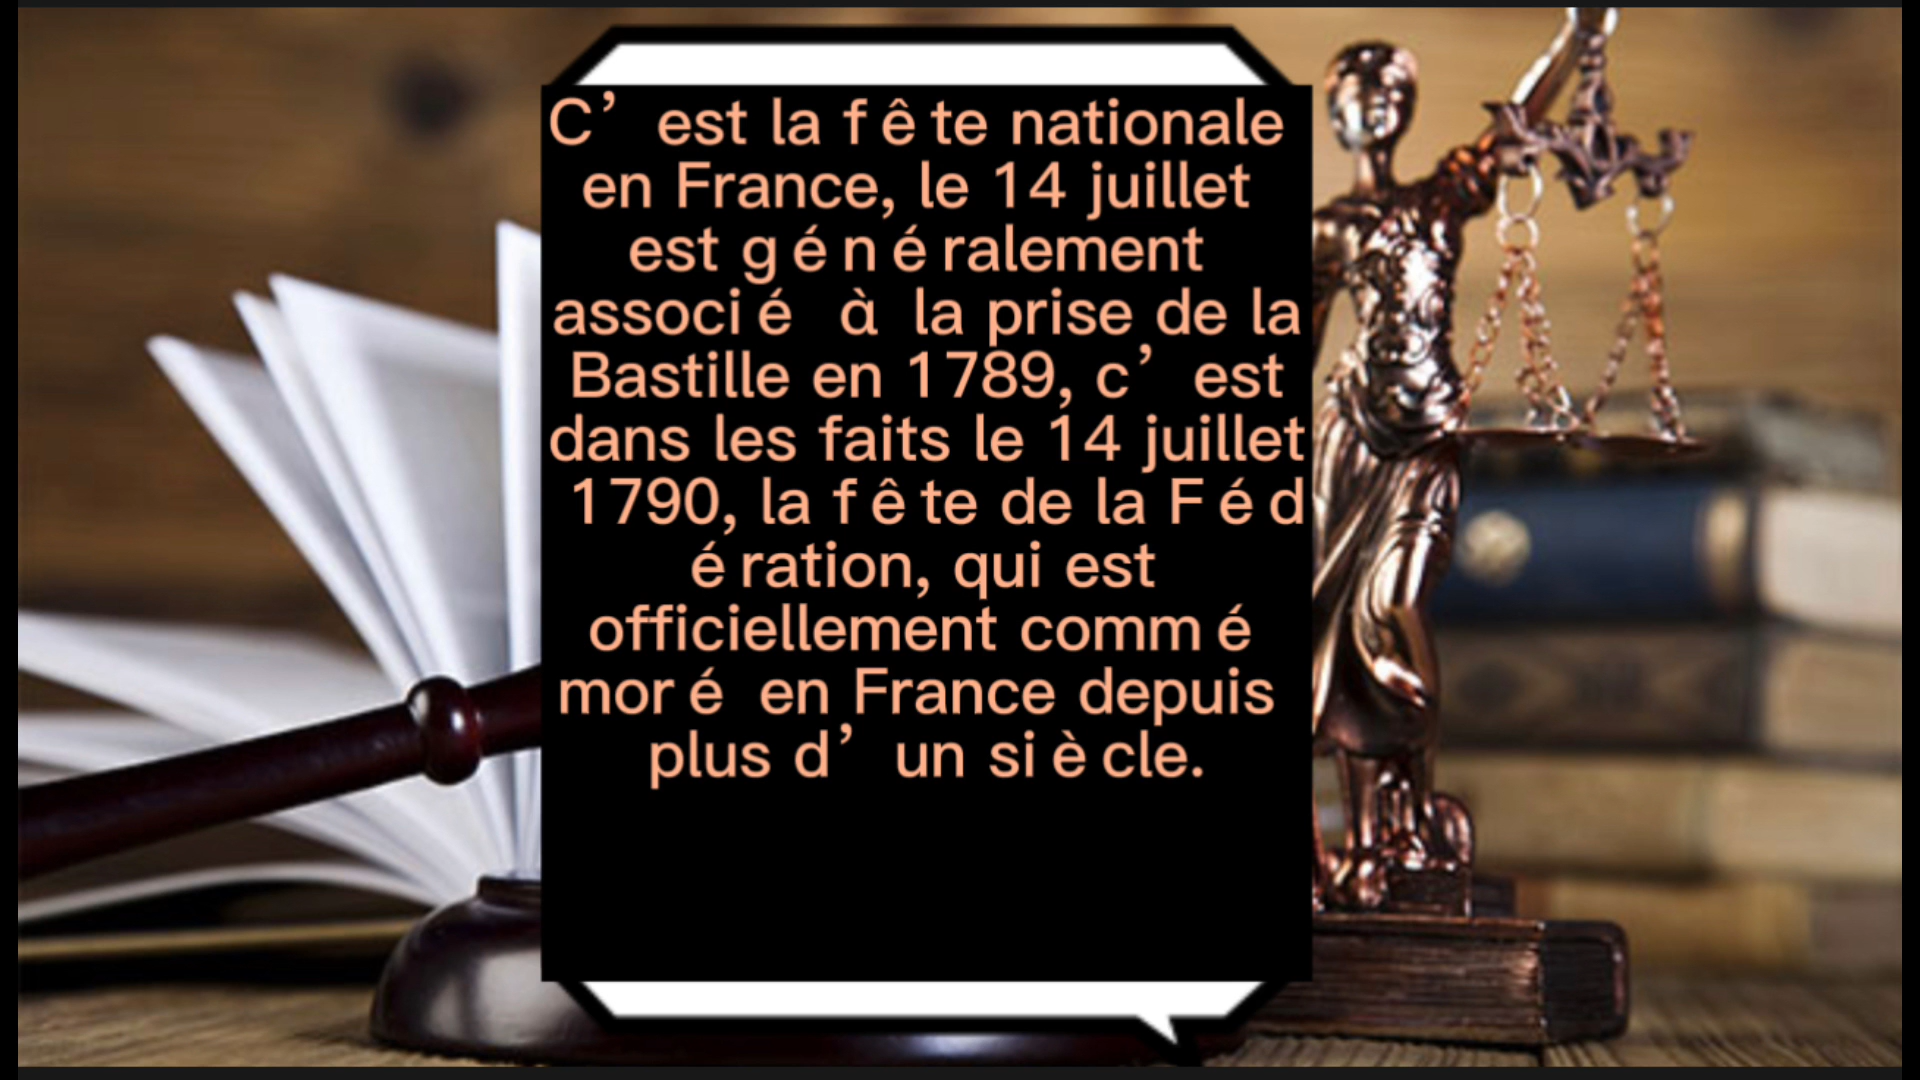 C’est la fête nationale
en France, le 14 juillet
est généralement
associé à la prise de la
Bastille en 1789, c’est
dans les faits le 14 juillet
1790, la fête de la Féd
ération, qui est
officiellement commé
moré en France depuis
plus d’un siècle.